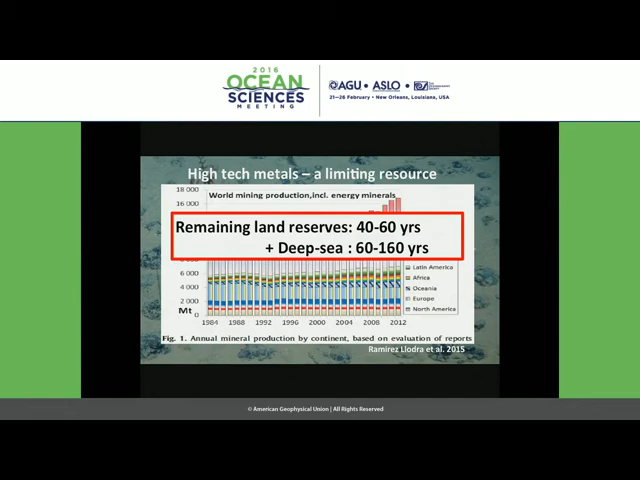 2016
OCEAN
SCIENCES
MEETING
AGU • ASLO •
21–26 February • New Orleans, Louisiana, USA
High tech metals – a limiting resource
18 000
World mining production,incl. energy minerals
16 000
Remaining land reserves: 40-60 yrs
+ Deep-sea : 60-160 yrs
8 000
6 000
4 000
2 000
0
Mt
Latin America
Africa
Oceania
Europe
North America
1984 1988 1992 1996 2000 2004 2008 2012
Fig. 1. Annual mineral production by continent, based on evaluation of reports
Ramirez Llodra et al. 2015
© American Geophysical Union | All Rights Reserved